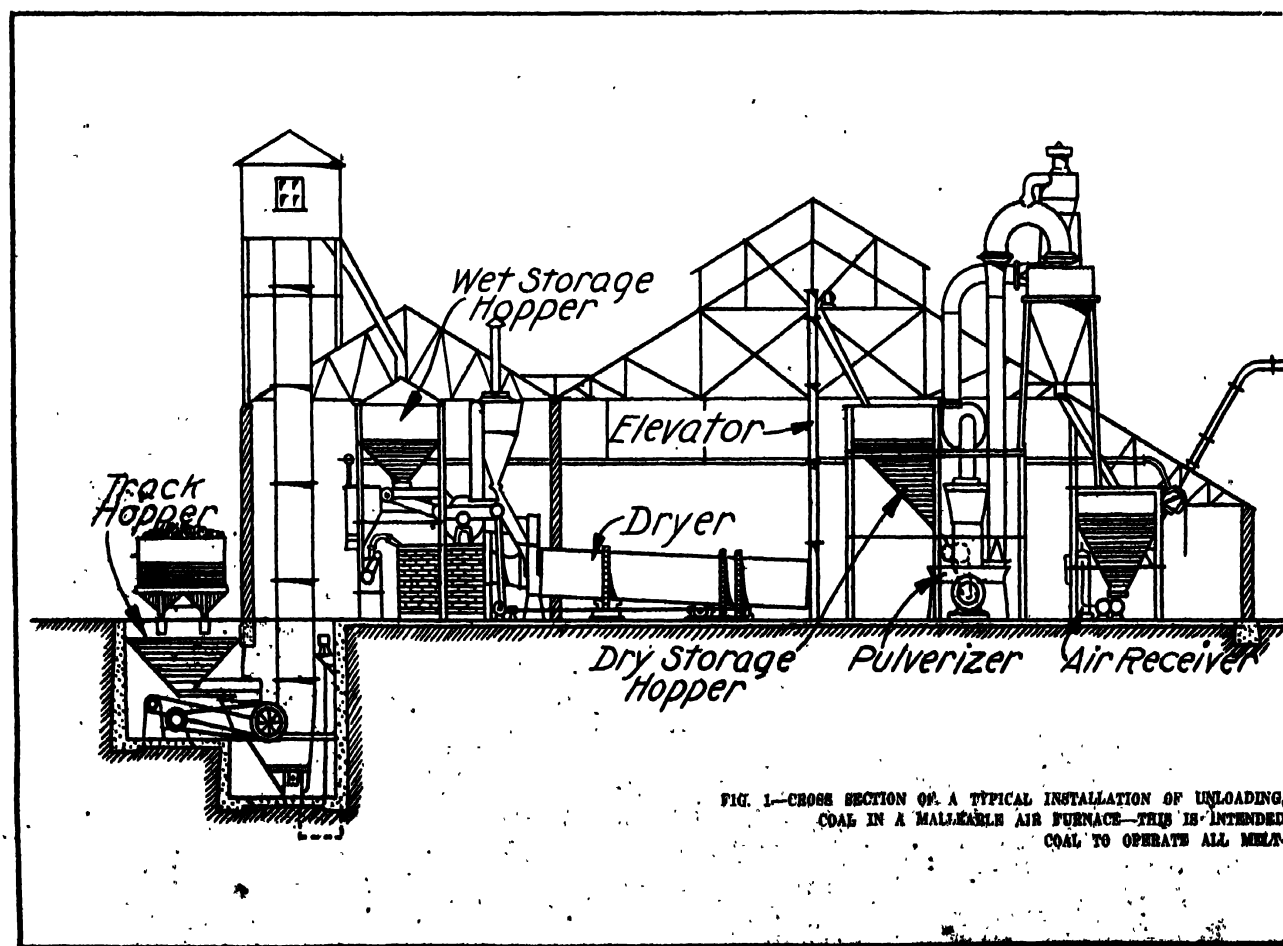 Wet Storage
Hopper
Elevator
Track
Hopper
Dryer
Dry Storage
Hopper
Pulverizer
Air Receiver
FIG. 1—CROSS SECTION OF A TYPICAL INSTALLATION OF UNLOADING,
COAL IN A MALLEABLE AIR FURNACE—THIS IS INTENDED
COAL TO OPERATE ALL MELT-